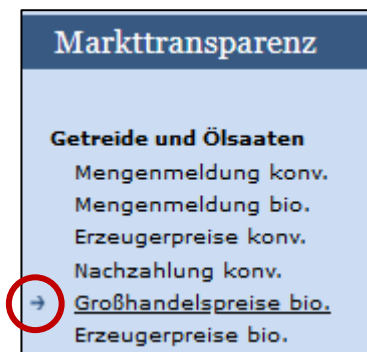 Markttransparenz
Getreide und Ölsaaten
Mengenmeldung konv.
Mengenmeldung bio.
Erzeugerpreise konv.
Nachzahlung konv.
Großhandelspreise bio.
Erzeugerpreise bio.